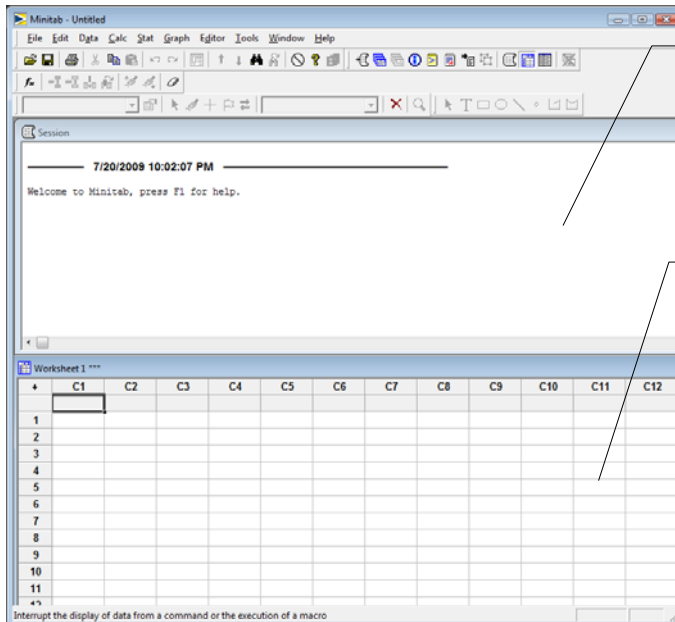 Minitab - Untitled
File Edit Data Calc Stat Graph Editor Tools Window Help
Session
7/20/2009 10:02:07 PM
Welcome to Minitab, press F1 for help.
Worksheet 1 ***
C1 C2 C3 C4 C5 C6 C7 C8 C9 C10 C11 C12
1
2
3
4
5
6
7
8
9
10
11
12
Interrupt the display of data from a command or the execution of a macro